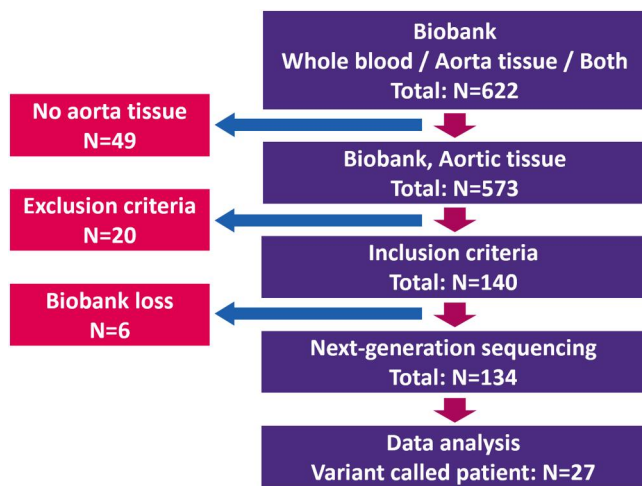 Biobank
Whole blood / Aorta tissue / Both
Total: N=622
No aorta tissue
N=49
Biobank, Aortic tissue
Total: N=573
Exclusion criteria
N=20
Inclusion criteria
Total: N=140
Biobank loss
N=6
Next-generation sequencing
Total: N=134
Data analysis
Variant called patient: N=27